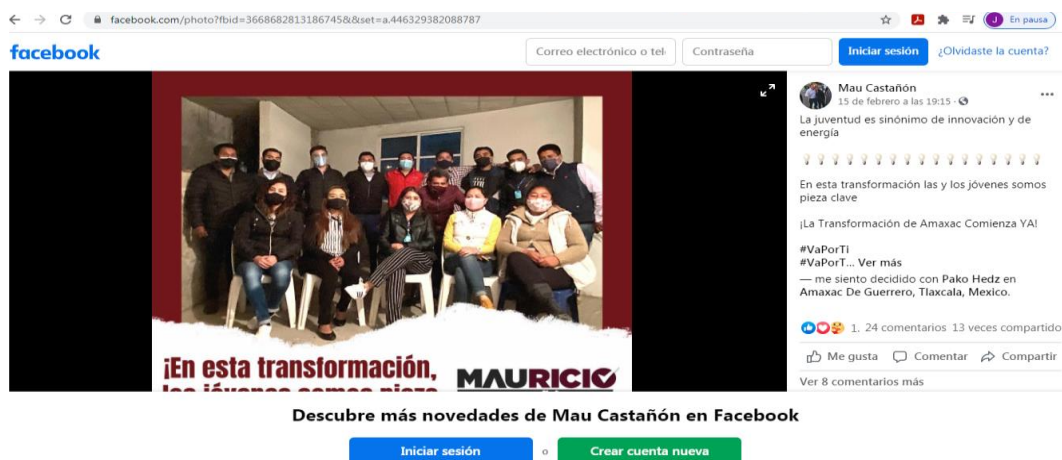 facebook.com/photo?fbid=3668682813186745&set=a.446329382088787
J En pausa
facebook
Correo electrónico o tel
Contraseña
Iniciar sesión
¿Olvidaste la cuenta?
Mau Castañón
15 de febrero a las 19:15
La juventud es sinónimo de innovación y de
energía
En esta transformación las y los jóvenes somos
pieza clave
¡La Transformación de Amaxac Comienza YA!
#VaPorTi
#VaPorT... Ver más
— me siento decidido con Pako Hedz en
Amaxac De Guerrero, Tlaxcala, Mexico.
1. 24 comentarios 13 veces compartido
Me gusta Comentar Compartir
Ver 8 comentarios más
¡En esta transformación,
MAURICIO
Descubre más novedades de Mau Castañón en Facebook
Iniciar sesión o Crear cuenta nueva